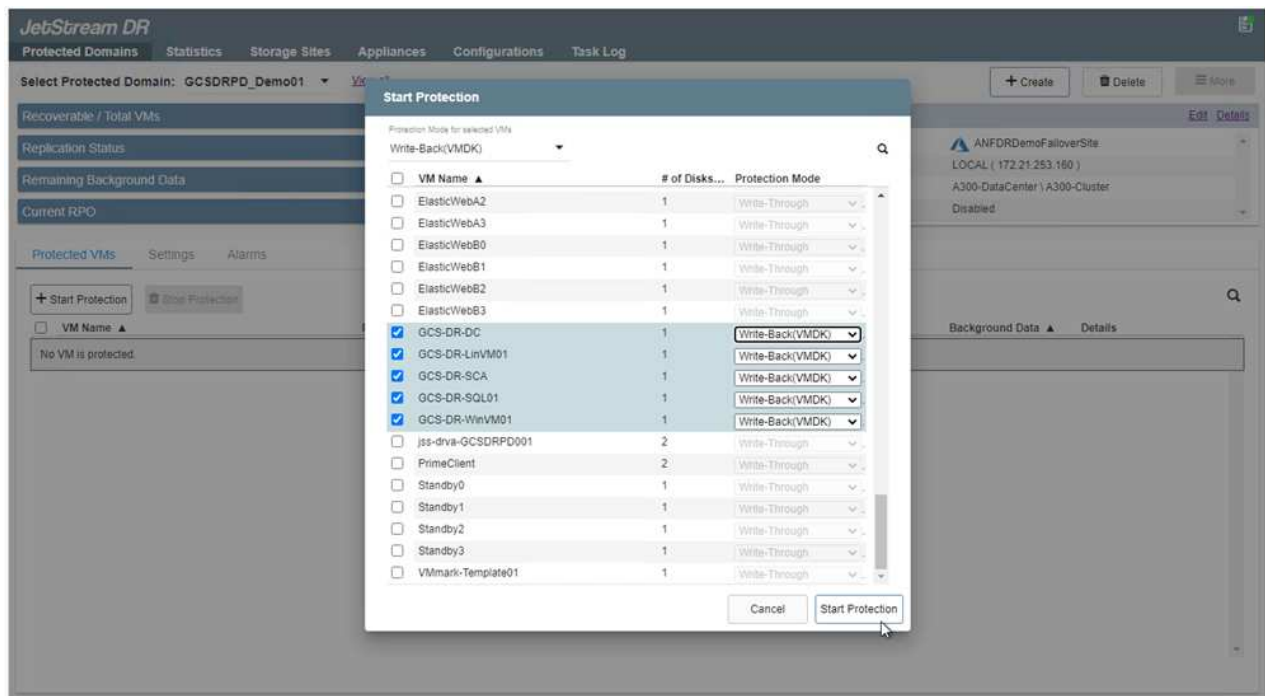 JetStream DR
Protected Domains Statistics Storage Sites Appliances Configurations Task Log
Select Protected Domain: GCSDRPD_Demo01
+ Create Delete More
Recoverable / Total VMs
Edit Details
Replication Status
ANFDRDemoFailoverSite
LOCAL ( 172.21.253.160 )
Remaining Background Data
A300-DataCenter \ A300-Cluster
Current RPO
Disabled
Protected VMs Settings Alarms
+ Start Protection Stop Protection
VM Name ▲
Background Data ▲ Details
No VM is protected.
Start Protection
Protection Mode for selected VMs
Write-Back(VMDK)
VM Name ▲ # of Disks... Protection Mode
ElasticWebA2 1 Write-Through
ElasticWebA3 1 Write-Through
ElasticWebB0 1 Write-Through
ElasticWebB1 1 Write-Through
ElasticWebB2 1 Write-Through
ElasticWebB3 1 Write-Through
GCS-DR-DC 1 Write-Back(VMDK)
GCS-DR-LinVM01 1 Write-Back(VMDK)
GCS-DR-SCA 1 Write-Back(VMDK)
GCS-DR-SQL01 1 Write-Back(VMDK)
GCS-DR-WinVM01 1 Write-Back(VMDK)
jss-drva-GCSDRPD001 2 Write-Through
PrimeClient 2 Write-Through
Standby0 1 Write-Through
Standby1 1 Write-Through
Standby2 1 Write-Through
Standby3 1 Write-Through
VMmark-Template01 1 Write-Through
Cancel Start Protection